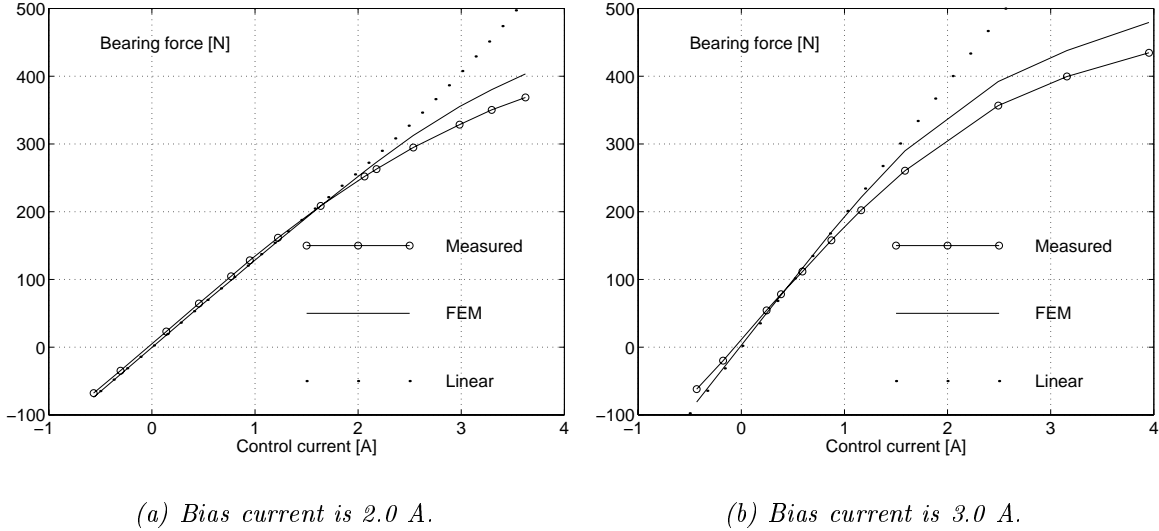 500
400
300
200
100
0
−100
−1
0
1
2
3
4
Bearing force [N]
Measured
FEM
Linear
Control current [A]
(a) Bias current is 2.0 A.
500
400
300
200
100
0
−100
−1
0
1
2
3
4
Bearing force [N]
Measured
FEM
Linear
Control current [A]
(b) Bias current is 3.0 A.